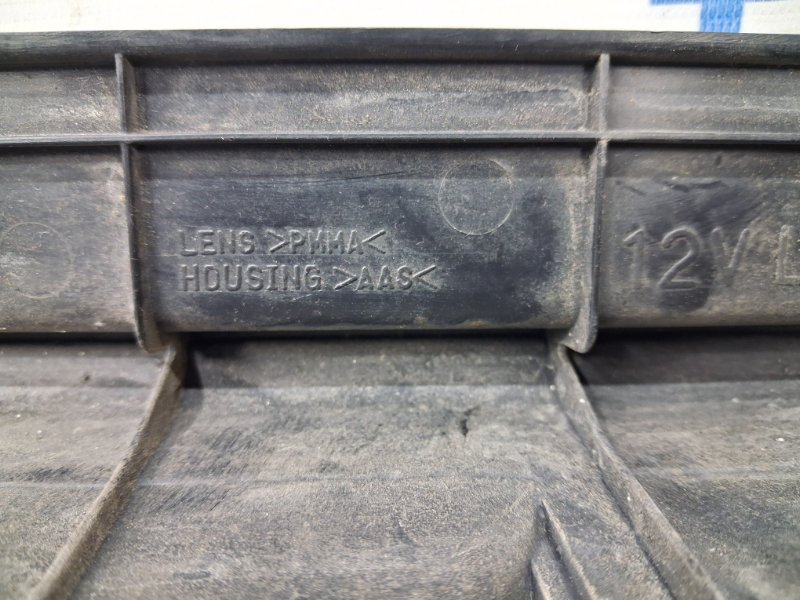 LENS >PMMA<
HOUSING >AAS<
12V L